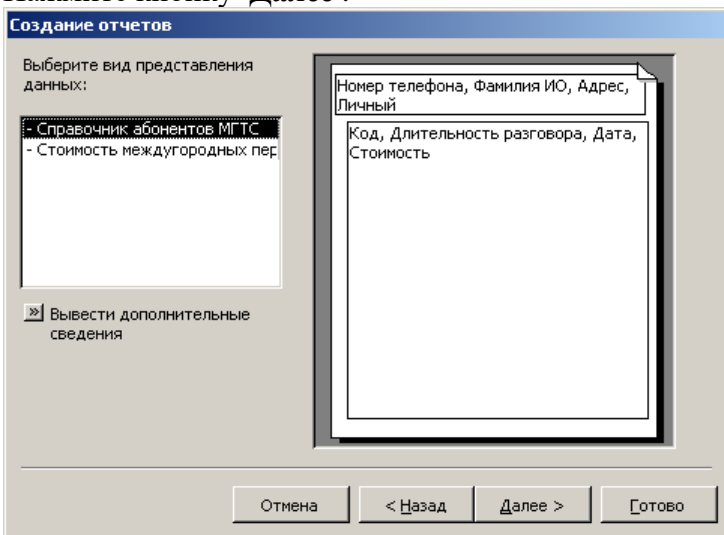 Создание отчетов
Выберите вид представления
данных:
- Справочник абонентов МГТС
- Стоимость междугородных пер
Вывести дополнительные
сведения
Номер телефона, Фамилия ИО, Адрес,
Личный
Код, Длительность разговора, Дата,
Стоимость
Отмена
< Назад
Далее >
Готово